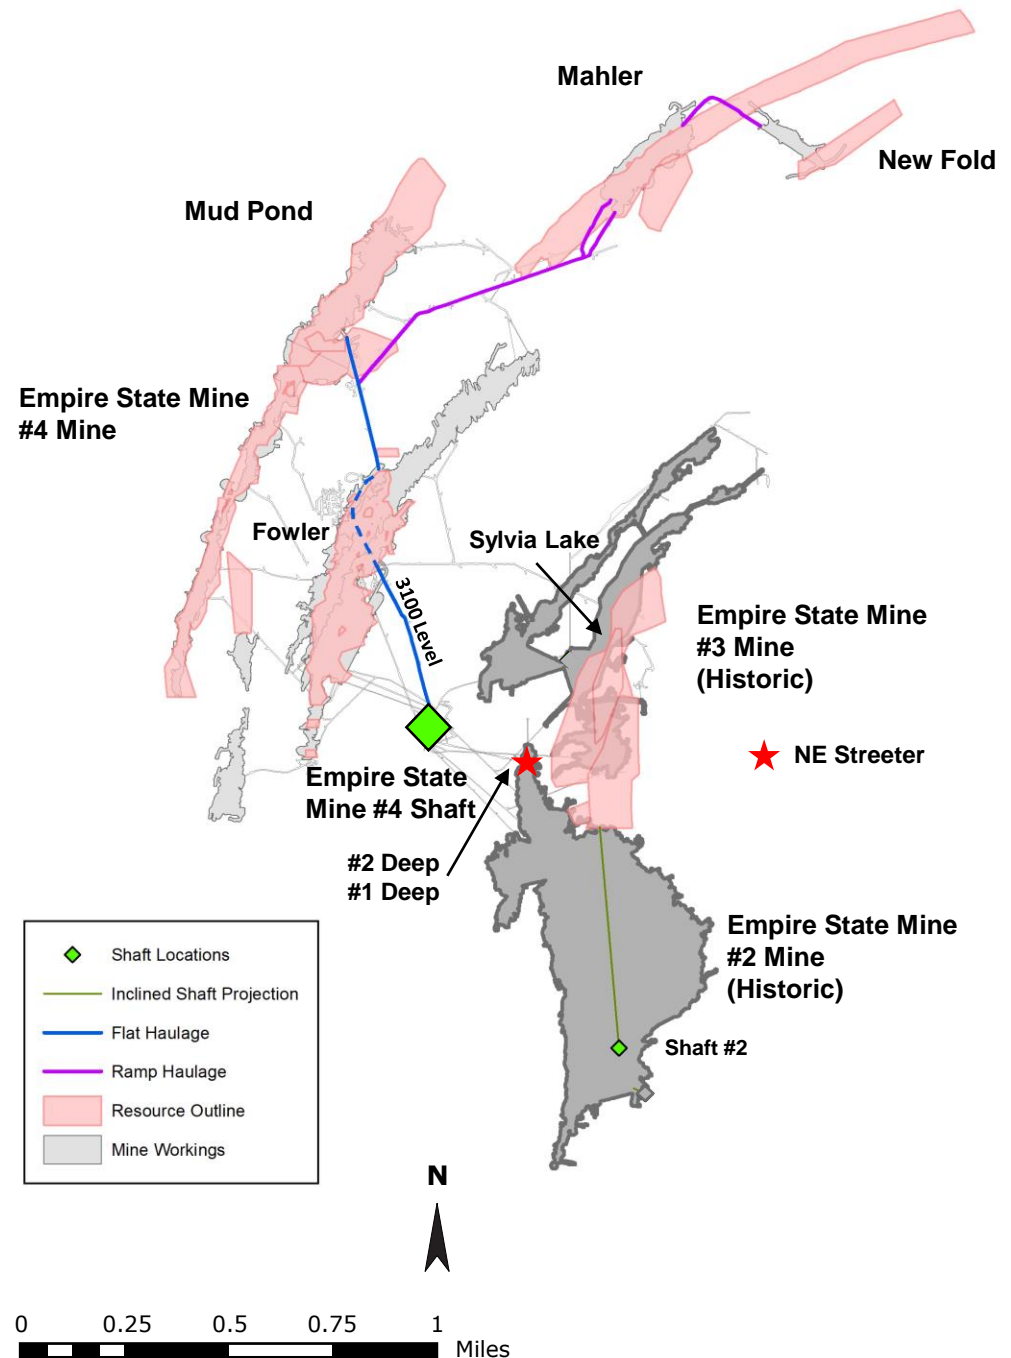 Mahler
New Fold
Mud Pond
Empire State Mine
#4 Mine
Fowler
Sylvia Lake
3100 Level
Empire State Mine
#3 Mine
(Historic)
NE Streeter
Empire State
Mine #4 Shaft
#2 Deep
#1 Deep
Empire State Mine
#2 Mine
(Historic)
Shaft #2
Shaft Locations
Inclined Shaft Projection
Flat Haulage
Ramp Haulage
Resource Outline
Mine Workings
N
0 0.25 0.5 0.75 1
Miles